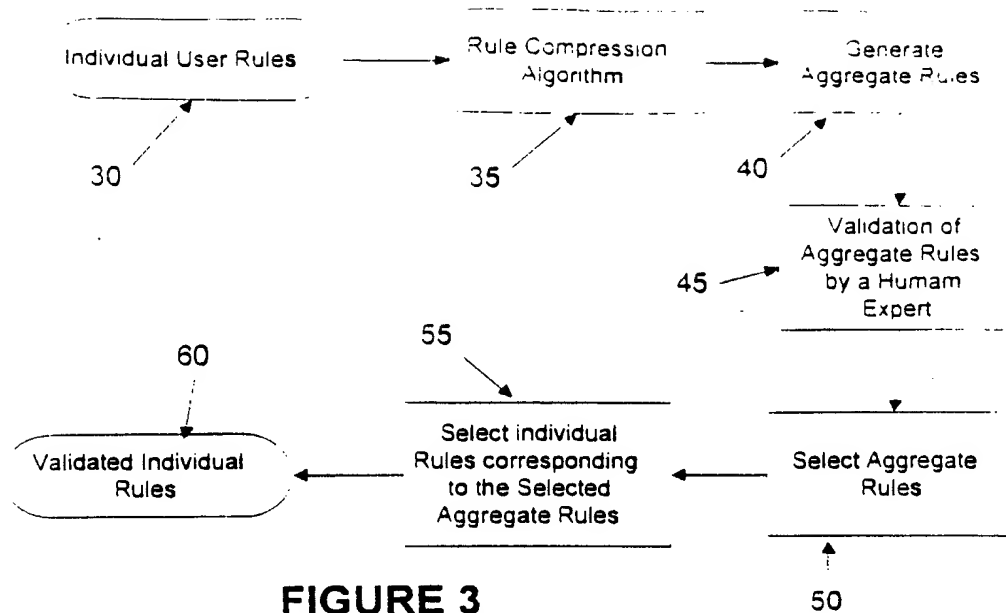 Individual User Rules
Rule Compression
Algorithm
Generate
Aggregate Rules
30
35
40
Validation of
Aggregate Rules
by a Humam
Expert
45
55
60
Validated Individual
Rules
Select individual
Rules corresponding
to the Selected
Aggregate Rules
Select Aggregate
Rules
FIGURE 3
50